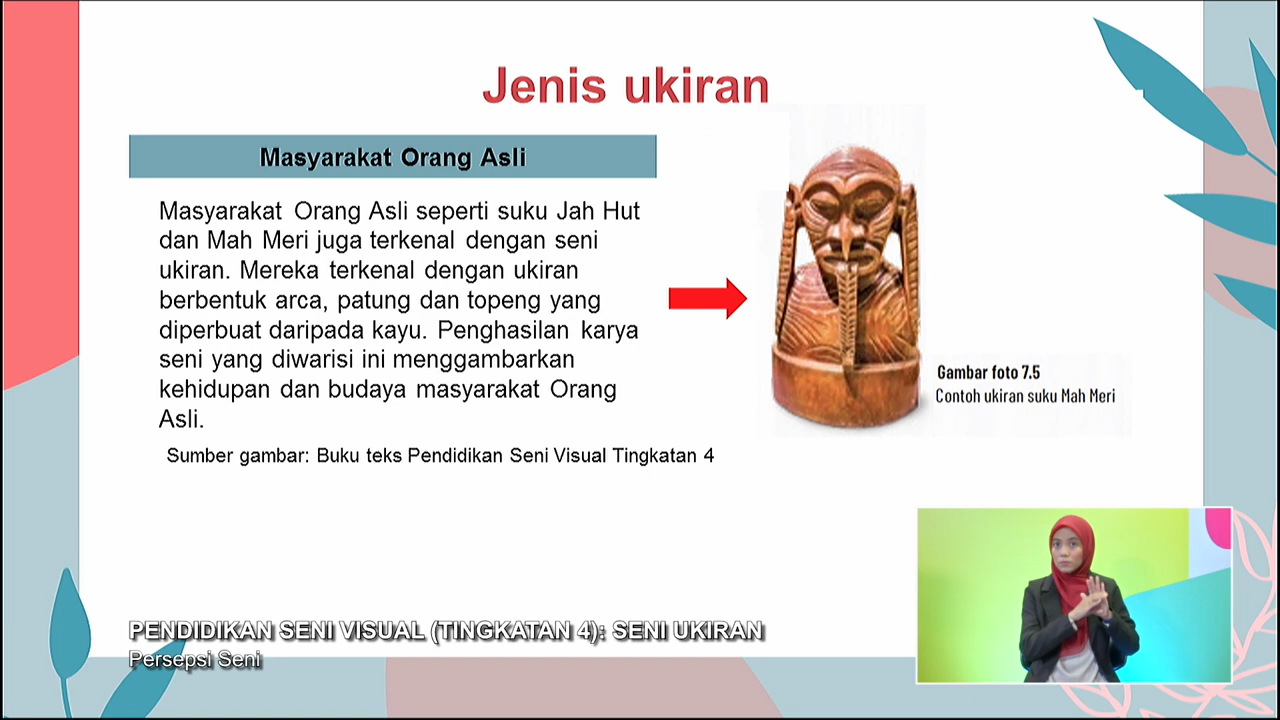 Jenis ukiran
Masyarakat Orang Asli
Masyarakat Orang Asli seperti suku Jah Hut
dan Mah Meri juga terkenal dengan seni
ukiran. Mereka terkenal dengan ukiran
berbentuk arca, patung dan topeng yang
diperbuat daripada kayu. Penghasilan karya
seni yang diwarisi ini menggambarkan
kehidupan dan budaya masyarakat Orang
Asli.
Gambar foto 7.5
Contoh ukiran suku Mah Meri
Sumber gambar: Buku teks Pendidikan Seni Visual Tingkatan 4
PENDIDIKAN SENI VISUAL (TINGKATAN 4): SENI UKIRAN
Persepsi Seni